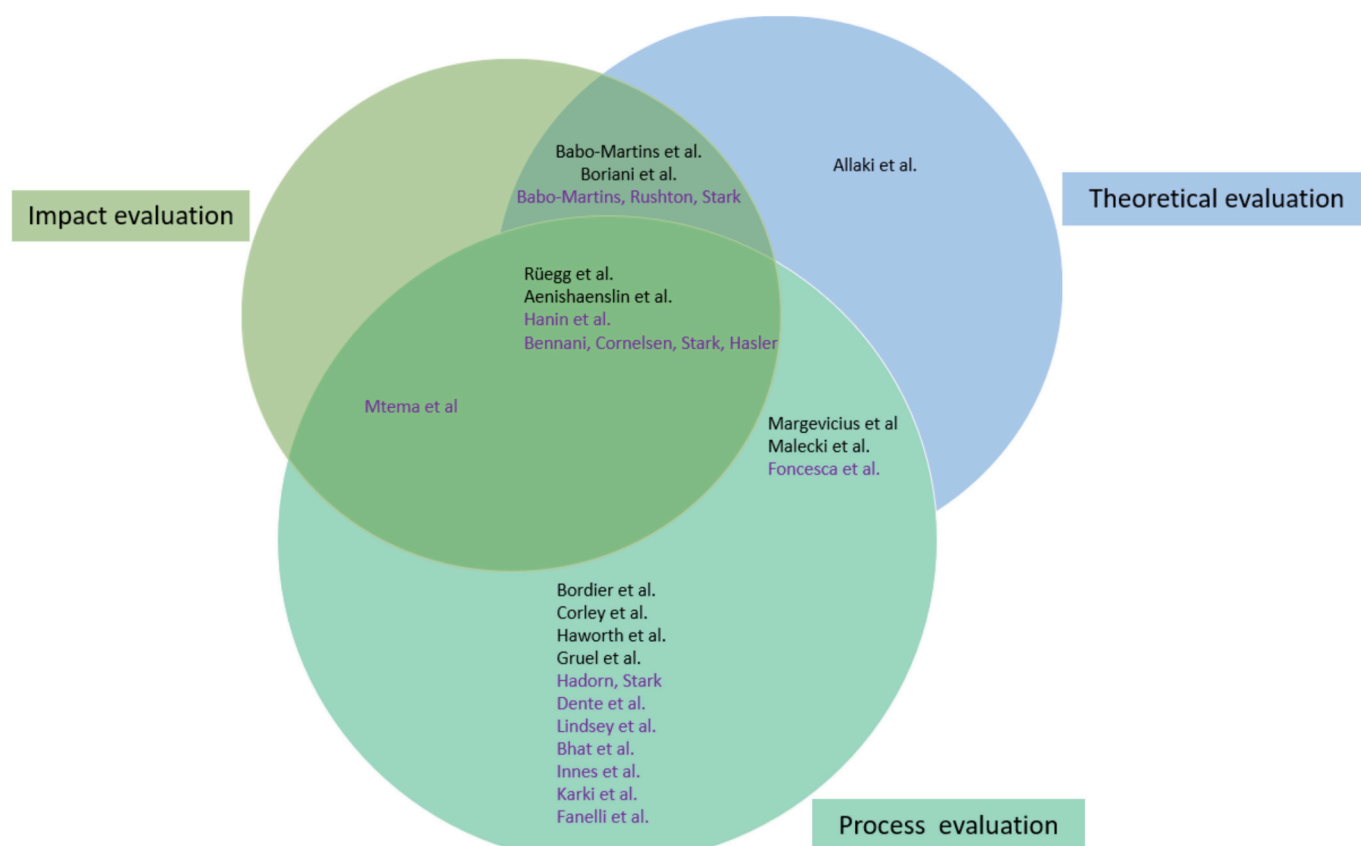 Babo-Martins et al.
Boriani et al.
Babo-Martins, Rushton, Stark
Allaki et al.
Impact evaluation
Theoretical evaluation
Rüegg et al.
Aenishaenslin et al.
Hanin et al.
Bennani, Cornelsen, Stark, Hasler
Mtema et al
Margevicius et al
Malecki et al.
Foncesca et al.
Bordier et al.
Corley et al.
Haworth et al.
Gruel et al.
Hadorn, Stark
Dente et al.
Lindsey et al.
Bhat et al.
Innes et al.
Karki et al.
Fanelli et al.
Process evaluation